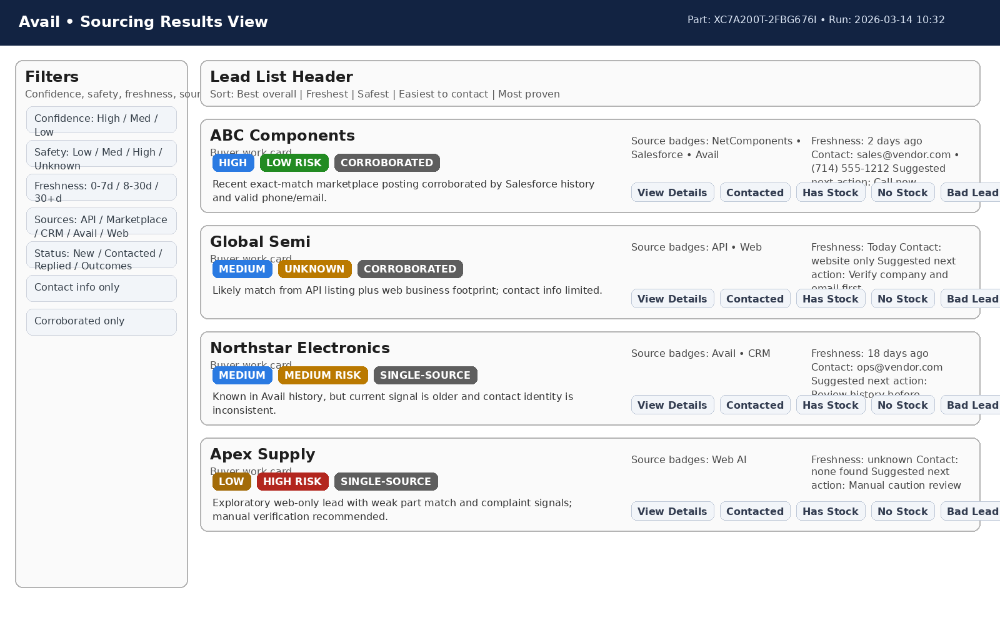 Avail • Sourcing Results View
Part: XC7A200T-2FBG676I • Run: 2026-03-14 10:32
Filters
Confidence, safety, freshness, sour
Confidence: High / Med /
Low
Safety: Low / Med / High /
Unknown
Freshness: 0-7d / 8-30d /
30+d
Sources: API / Marketplace
/ CRM / Avail / Web
Status: New / Contacted /
Replied / Outcomes
Contact info only
Corroborated only
Lead List Header
Sort: Best overall | Freshest | Safest | Easiest to contact | Most proven
ABC Components
Buyer work card
HIGH
LOW RISK
CORROBORATED
Recent exact-match marketplace posting corroborated by Salesforce history
and valid phone/email.
Source badges: NetComponents •
Salesforce • Avail
Freshness: 2 days ago
Contact: sales@vendor.com •
(714) 555-1212 Suggested
next action: Call now
View Details
Contacted
Has Stock
No Stock
Bad Lead
Global Semi
Buyer work card
MEDIUM
UNKNOWN
CORROBORATED
Likely match from API listing plus web business footprint; contact info limited.
Source badges: API • Web
Freshness: Today Contact:
website only Suggested next
action: Verify company and
email first
View Details
Contacted
Has Stock
No Stock
Bad Lead
Northstar Electronics
Buyer work card
MEDIUM
MEDIUM RISK
SINGLE-SOURCE
Known in Avail history, but current signal is older and contact identity is
inconsistent.
Source badges: Avail • CRM
Freshness: 18 days ago
Contact: ops@vendor.com
Suggested next action:
Review history before
View Details
Contacted
Has Stock
No Stock
Bad Lead
Apex Supply
Buyer work card
LOW
HIGH RISK
SINGLE-SOURCE
Exploratory web-only lead with weak part match and complaint signals;
manual verification recommended.
Source badges: Web AI
Freshness: unknown Contact:
none found Suggested next
action: Manual caution review
View Details
Contacted
Has Stock
No Stock
Bad Lead